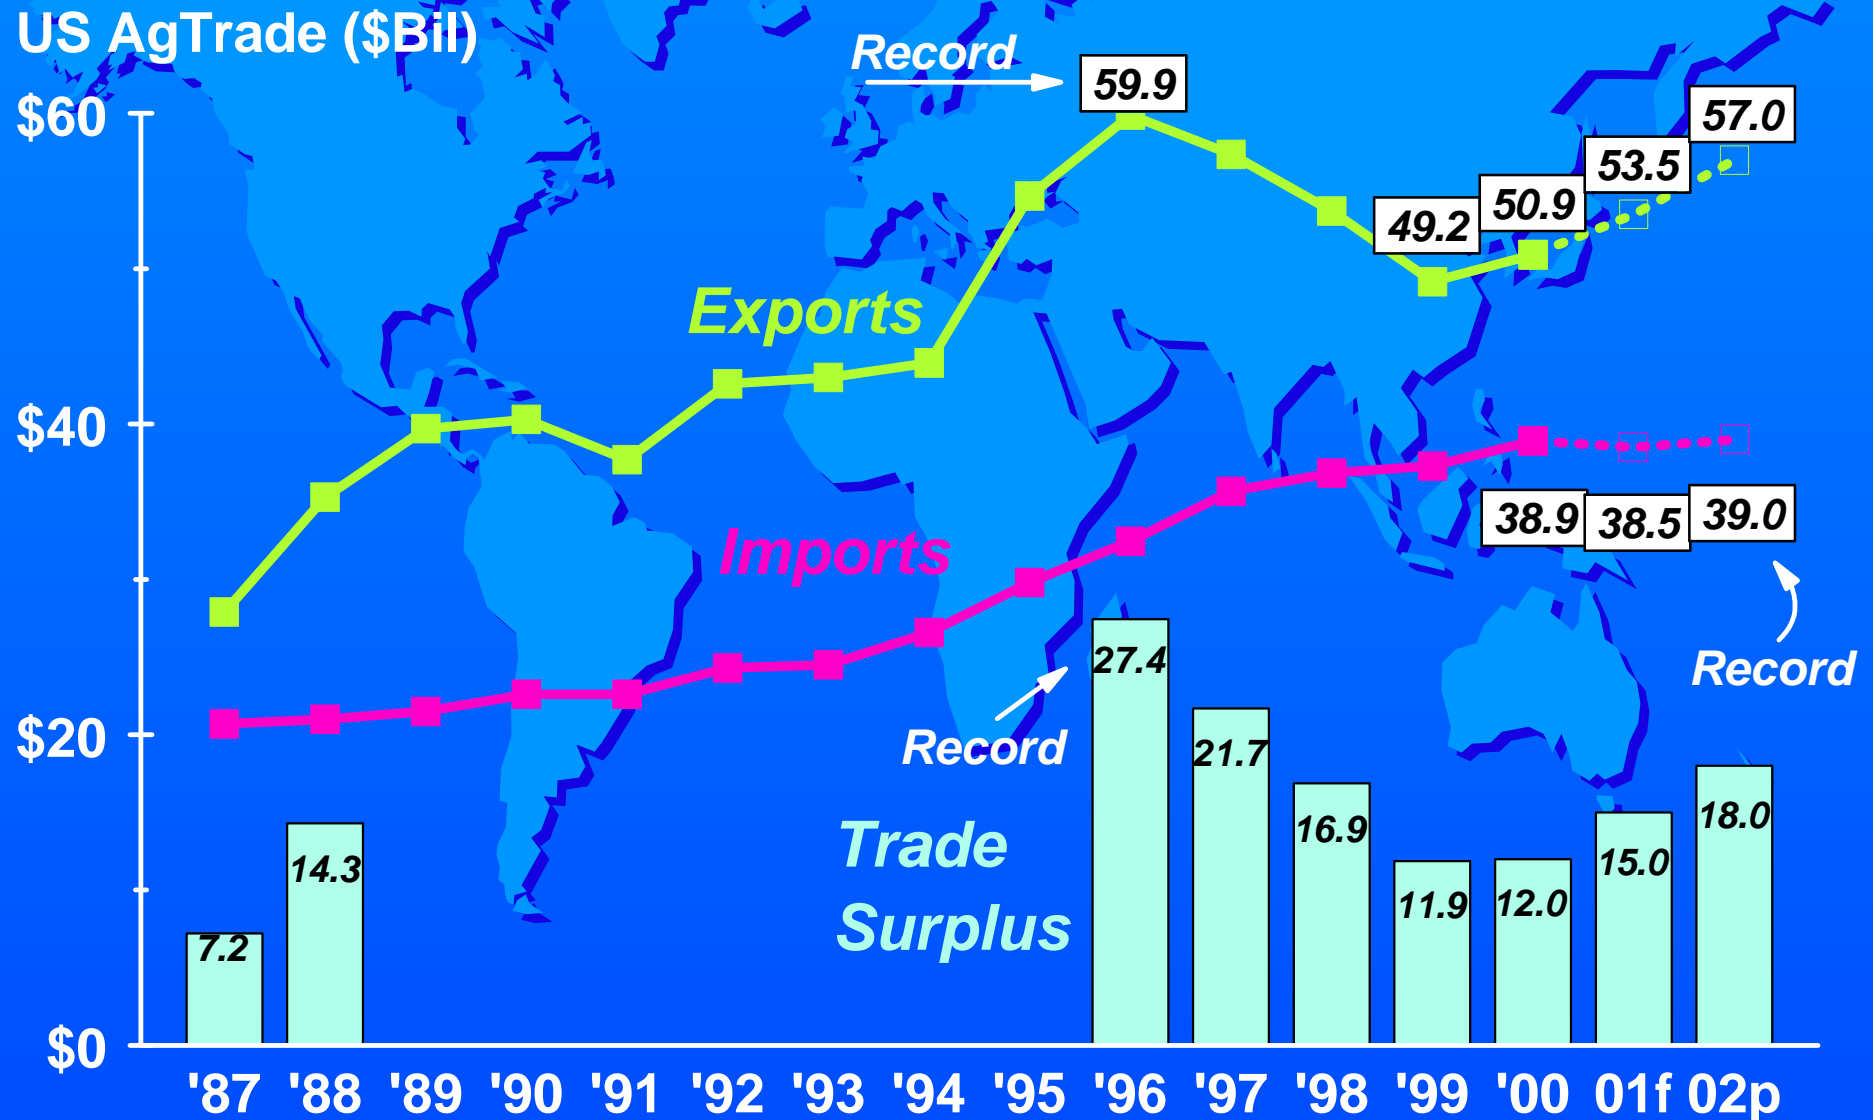 US AgTrade ($Bil)
Record
59.9
57.0
$60
53.5
50.9
49.2
Exports
$40
38.9
38.5
39.0
Imports
Record
27.4
Record
$20
21.7
Trade
Surplus
16.9
18.0
14.3
15.0
11.9
12.0
7.2
$0
'87 '88 '89 '90 '91 '92 '93 '94 '95 '96 '97 '98 '99 '00 01f 02p